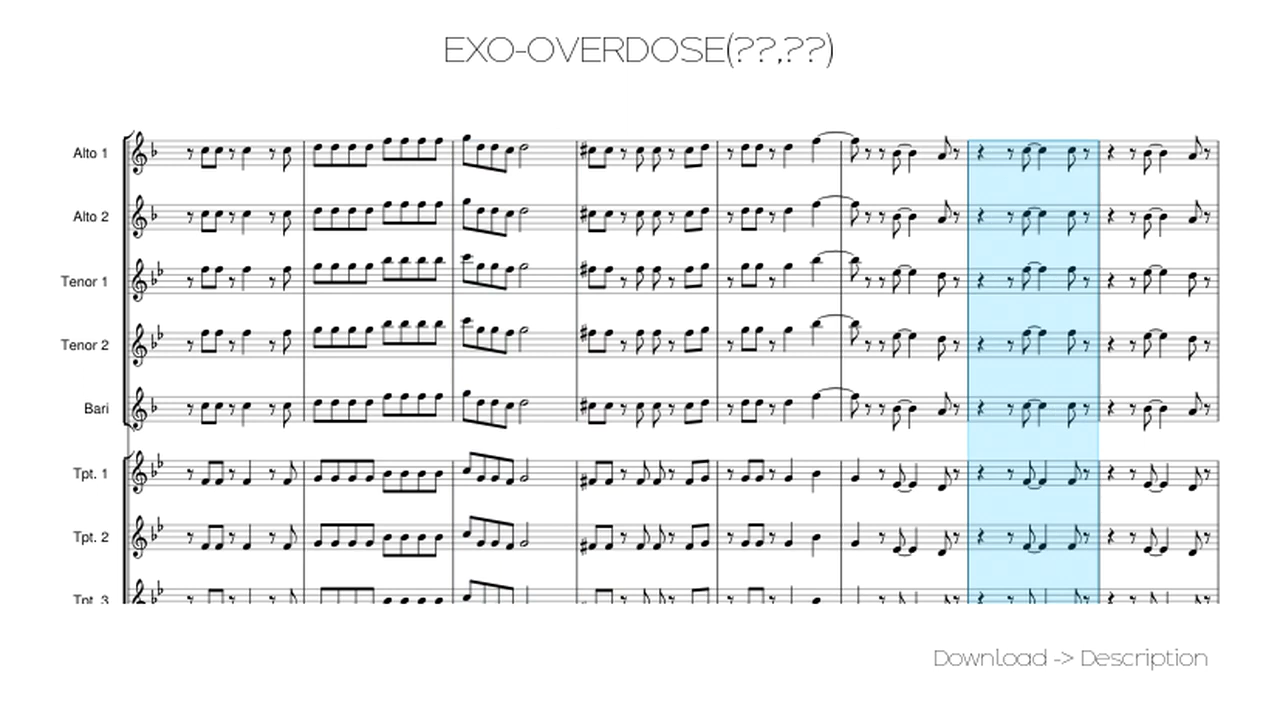 EXO-OVERDOSE(??,??)
Alto 1
Alto 2
Tenor 1
Tenor 2
Bari
Tpt. 1
Tpt. 2
Tpt. 3
Download -> Description